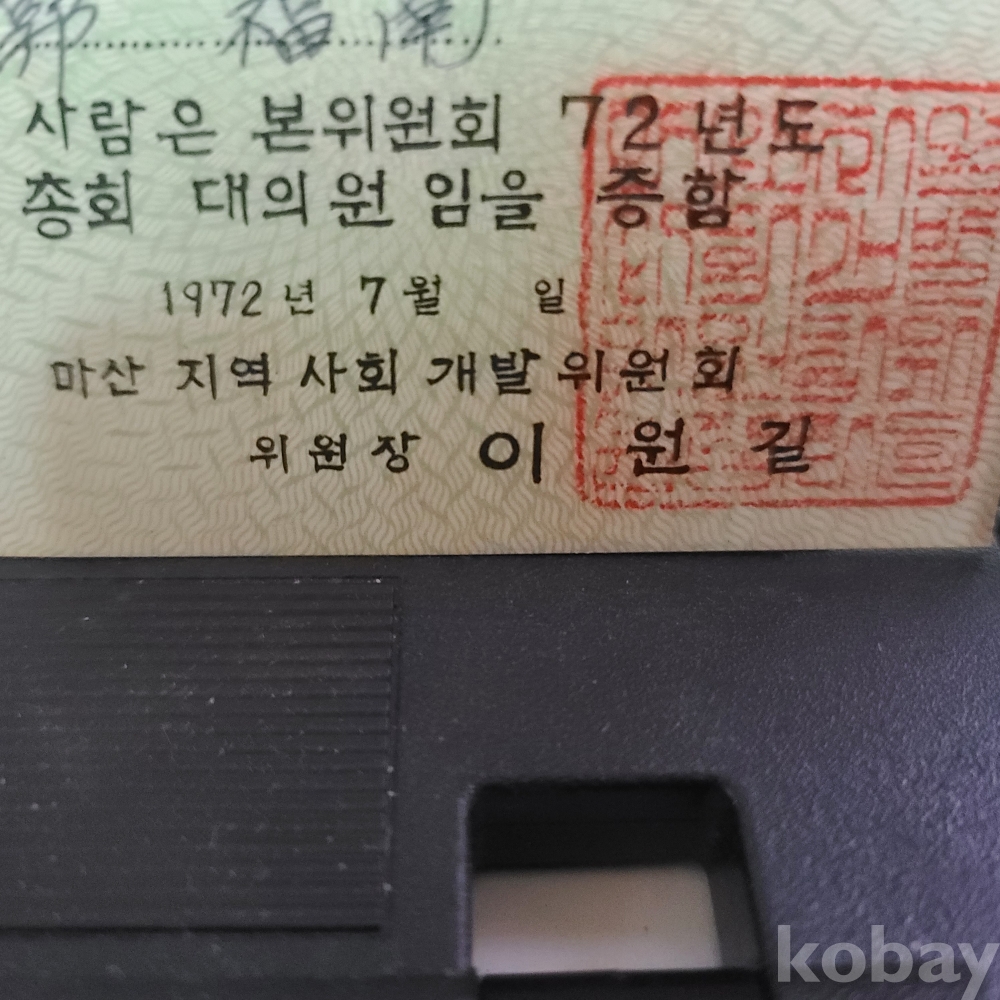 福
사람은 본위원회 72년도
총회 대의원 임을 증함
1972년 7월 일
마산 지역 사회 개발 위원회
위원장 이 원 길
kobay